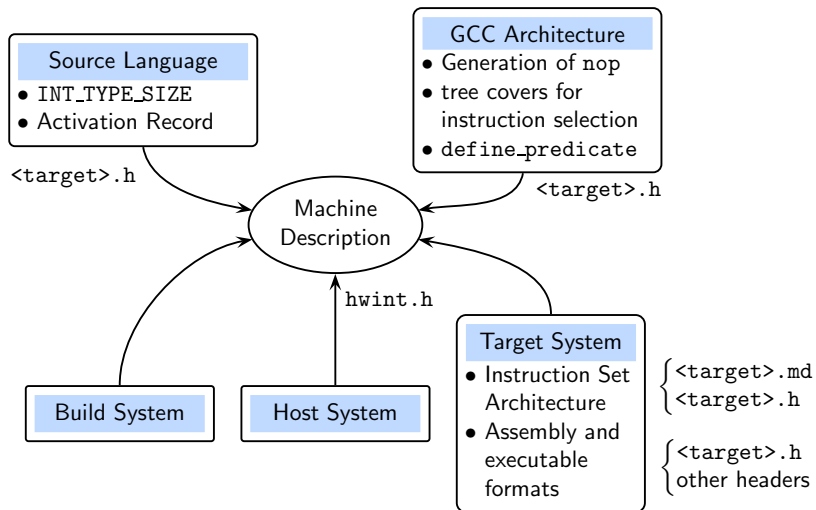 Source Language
• INT_TYPE_SIZE
• Activation Record
<target>.h
GCC Architecture
• Generation of nop
• tree covers for
instruction selection
• define_predicate
<target>.h
Machine
Description
Build System
hwint.h
Host System
Target System
• Instruction Set
Architecture
• Assembly and
executable
formats
<target>.md
<target>.h
<target>.h
other headers